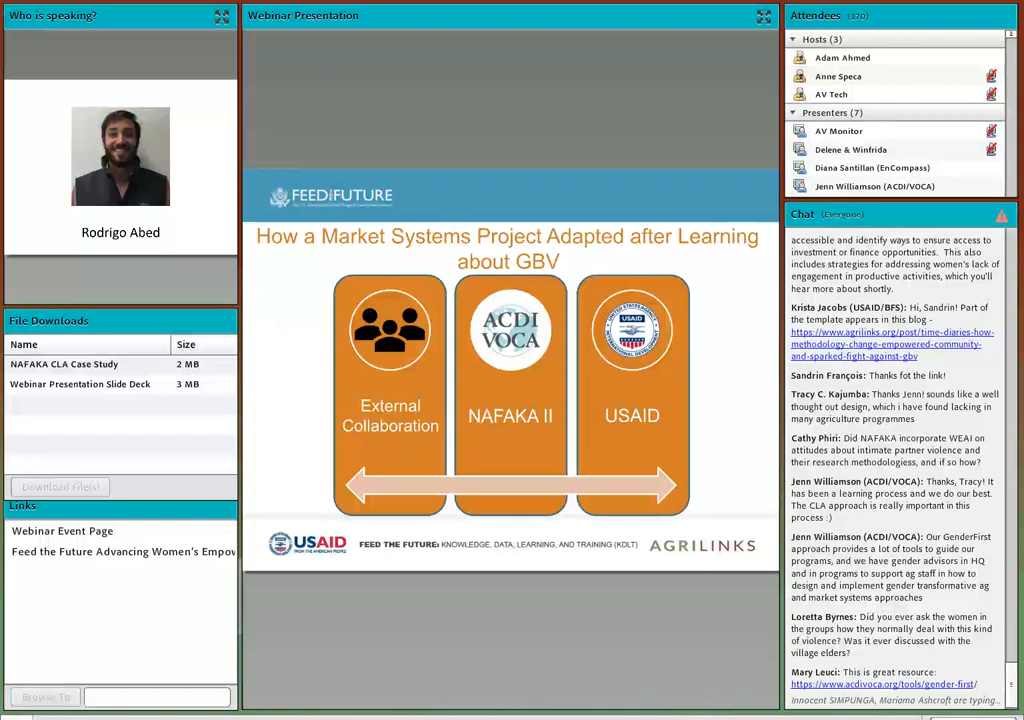 Who is speaking?
Rodrigo Abed
File Downloads
Name Size
NAFAKA CLA Case Study 2 MB
Webinar Presentation Slide Deck 3 MB
Download File(s)
Links
Webinar Event Page
Feed the Future Advancing Women's Empow
Browse To
Webinar Presentation
FEED THE FUTURE
How a Market Systems Project Adapted after Learning
about GBV
External
Collaboration
ACDI
VOCA
NAFAKA II
UNITED STATES AGENCY
USAID
INTERNATIONAL DEVELOPMENT
USAID
USAID
FROM THE AMERICAN PEOPLE
FEED THE FUTURE: KNOWLEDGE, DATA, LEARNING, AND TRAINING (KDLT)
AGRILINKS
Attendees (170)
Hosts (3)
Adam Ahmed
Anne Speca
AV Tech
Presenters (7)
AV Monitor
Delene & Winfrida
Diana Santillan (EnCompass)
Jenn Williamson (ACDI/VOCA)
Chat (Everyone)
accessible and identify ways to ensure access to
investment or finance opportunities. This also
includes strategies for addressing women's lack of
engagement in productive activities, which you'll
hear more about shortly.
Krista Jacobs (USAID/BFS): Hi, Sandrin! Part of
the template appears in this blog -
https://www.agrilinks.org/post/time-diaries-how-
methodology-change-empowered-community-
and-sparked-fight-against-gbv
Sandrin François: Thanks fot the link!
Tracy C. Kajumba: Thanks Jenn! sounds like a well
thought out design, which i have found lacking in
many agriculture programmes
Cathy Phiri: Did NAFAKA incorporate WEAI on
attitudes about intimate partner violence and
their research methodologiess, and if so how?
Jenn Williamson (ACDI/VOCA): Thanks, Tracy! It
has been a learning process and we do our best.
The CLA approach is really important in this
process :)
Jenn Williamson (ACDI/VOCA): Our GenderFirst
approach provides a lot of tools to guide our
programs, and we have gender advisors in HQ
and in programs to support ag staff in how to
design and implement gender transformative ag
and market systems approaches
Loretta Byrnes: Did you ever ask the women in
the groups how they normally deal with this kind
of violence? Was it ever discussed with the
village elders?
Mary Leuci: This is great resource:
https://www.acdivoca.org/tools/gender-first/
Innocent SIMPUNGA, Mariama Ashcroft are typing...